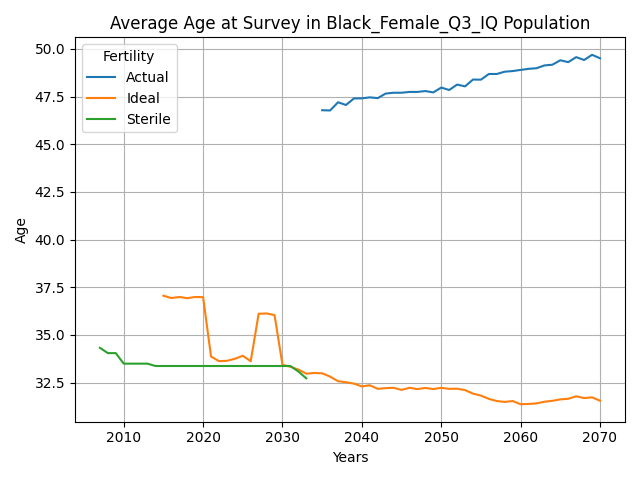 Average Age at Survey in Black_Female_Q3_IQ Population
Fertility
Actual
Ideal
Sterile
Age
50.0
47.5
45.0
42.5
40.0
37.5
35.0
32.5
2010 2020 2030 2040 2050 2060 2070
Years